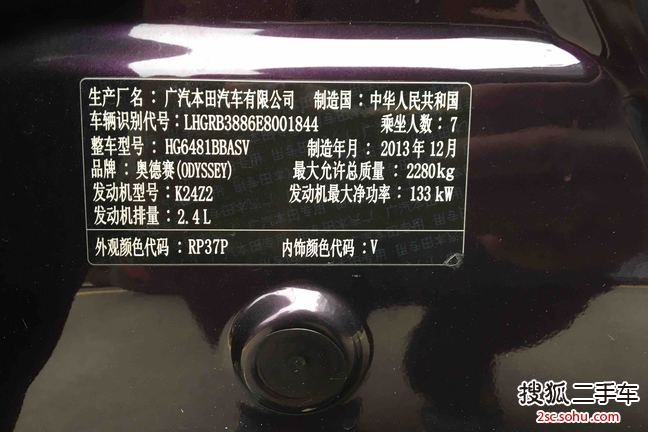 生产厂名：广汽本田汽车有限公司 制造国：中华人民共和国
车辆识别代号：LHGRB3886E8001844 乘坐人数：7
整车型号：HG6481BBASV 制造年月：2013年12月
品牌：奥德赛(ODYSSEY) 最大允许总质量：2280kg
发动机型号：K24Z2 发动机最大净功率：133kW
发动机排量：2.4L
外观颜色代码：RP37P 内饰颜色代码：V
搜狐二手车
2sc.sohu.com